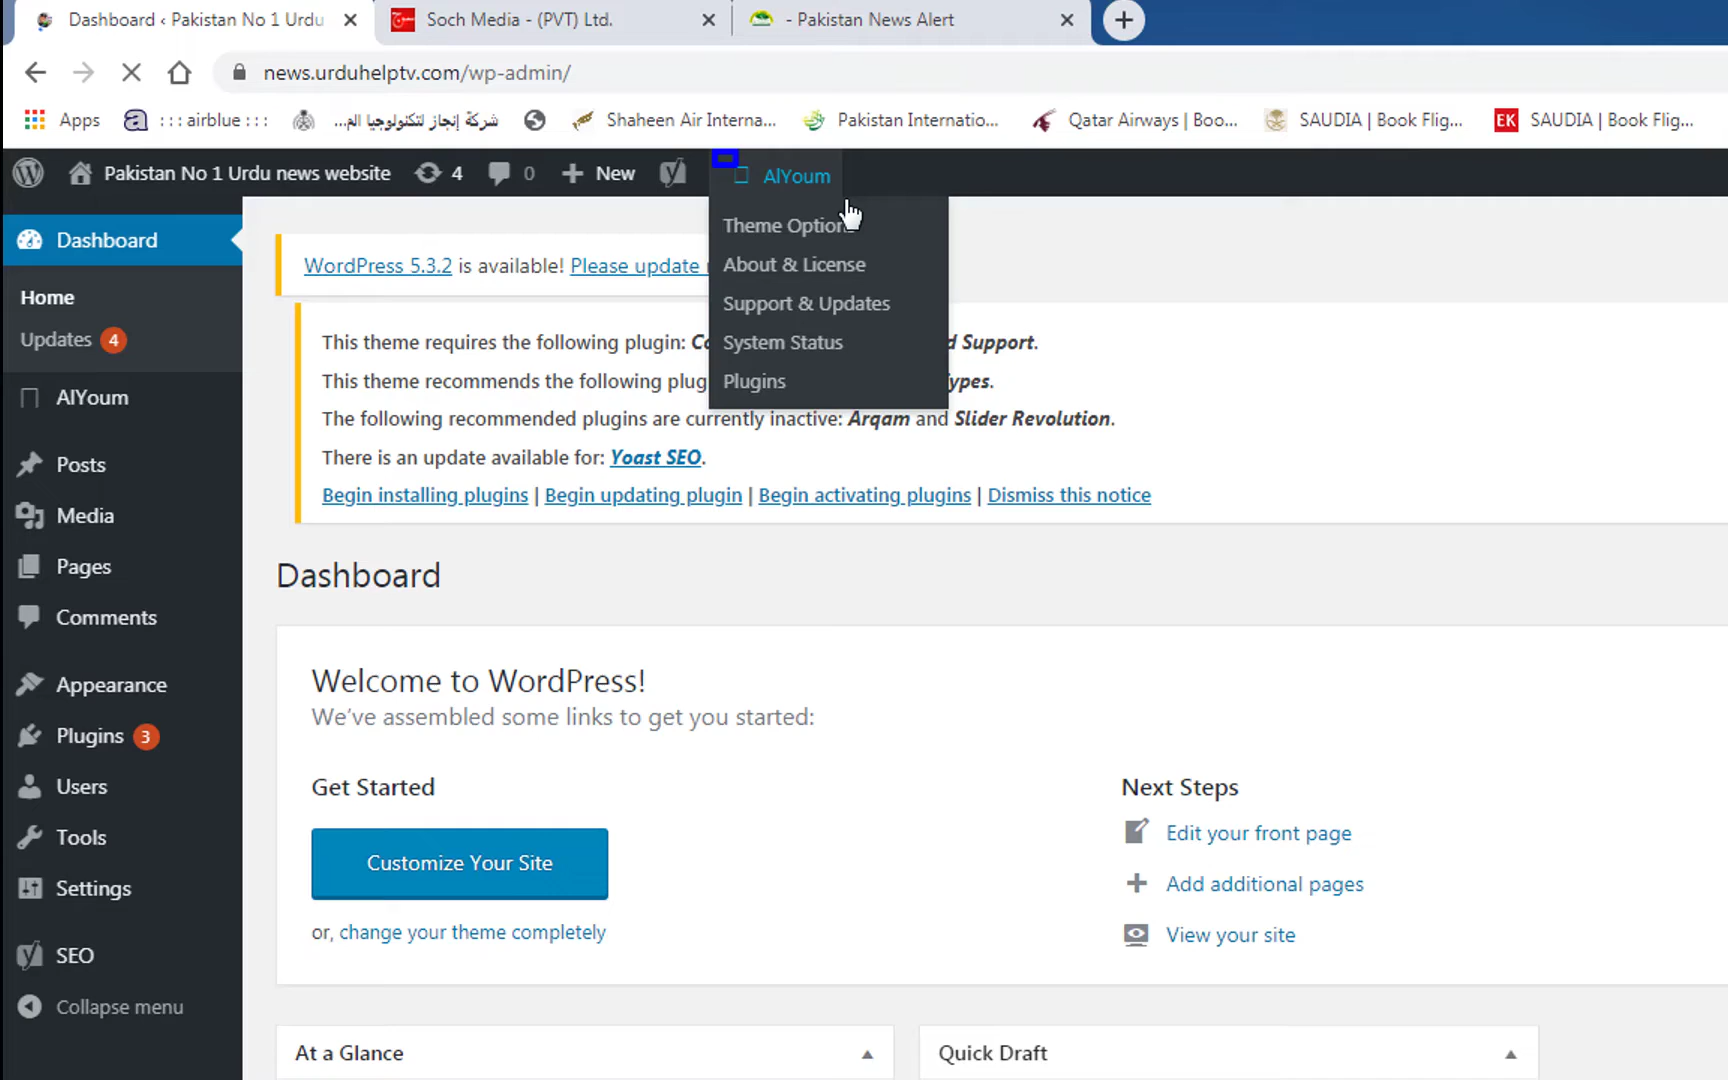 Dashboard ‹ Pakistan No 1 Urdu
Soch Media - (PVT) Ltd.
- Pakistan News Alert
news.urduhelptv.com/wp-admin/
Apps
: : : airblue : : :
شركة إنجاز لتكنولوجيا الم...
Shaheen Air Interna...
Pakistan Internatio...
Qatar Airways | Boo...
SAUDIA | Book Flig...
EK
SAUDIA | Book Flig...
Pakistan No 1 Urdu news website
4
0
New
AlYoum
Theme Option
About & License
Support & Updates
System Status
Plugins
Dashboard
Home
Updates 4
AlYoum
Posts
Media
Pages
Comments
Appearance
Plugins 3
Users
Tools
Settings
SEO
Collapse menu
WordPress 5.3.2 is available! Please update
This theme requires the following plugin: d Support.
This theme recommends the following plug ypes.
The following recommended plugins are currently inactive: Arqam and Slider Revolution.
There is an update available for: Yoast SEO.
Begin installing plugins | Begin updating plugin | Begin activating plugins | Dismiss this notice
Dashboard
Welcome to WordPress!
We've assembled some links to get you started:
Get Started
Customize Your Site
or, change your theme completely
Next Steps
Edit your front page
Add additional pages
View your site
At a Glance
Quick Draft